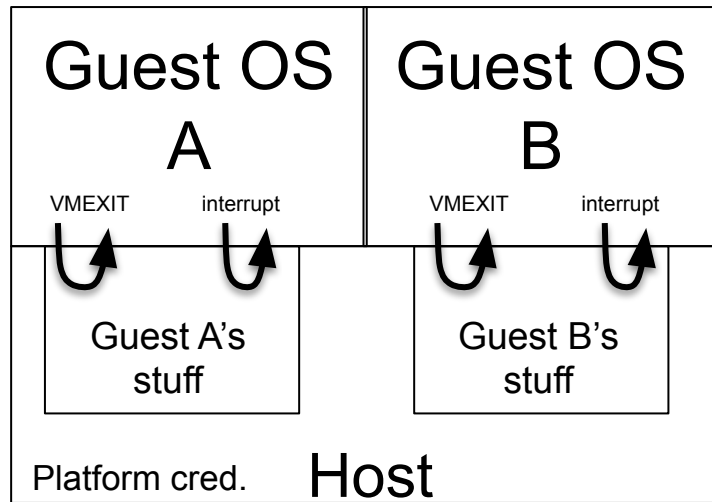 Guest OS
A
Guest OS
B
VMEXIT
interrupt
VMEXIT
interrupt
Guest A's
stuff
Guest B's
stuff
Platform cred.
Host